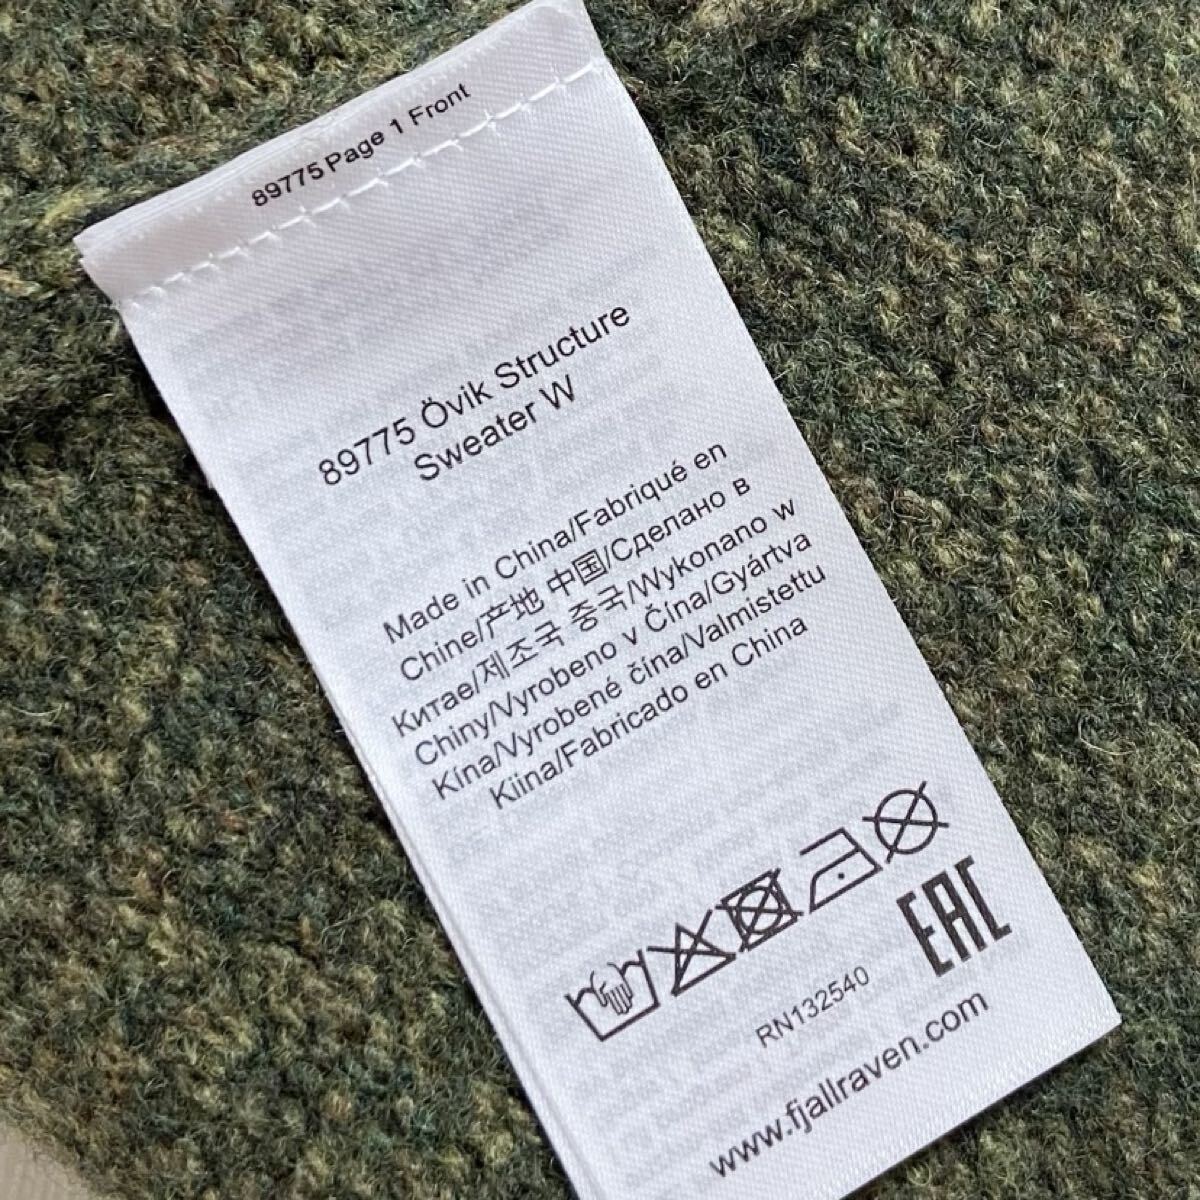 89775 Page 1 Front
89775 Övik Structure
Sweater W
Made in China/Fabriqué en
Chine/产地 中国/Сделано в
Китае/제조국 중국/Wykonano w
Chiny/Vyrobeno v Čina/Gyártva
Kína/Vyrobené čína/Valmistettu
Kiina/Fabricado en China
EAC
RN132540
www.fjallraven.com